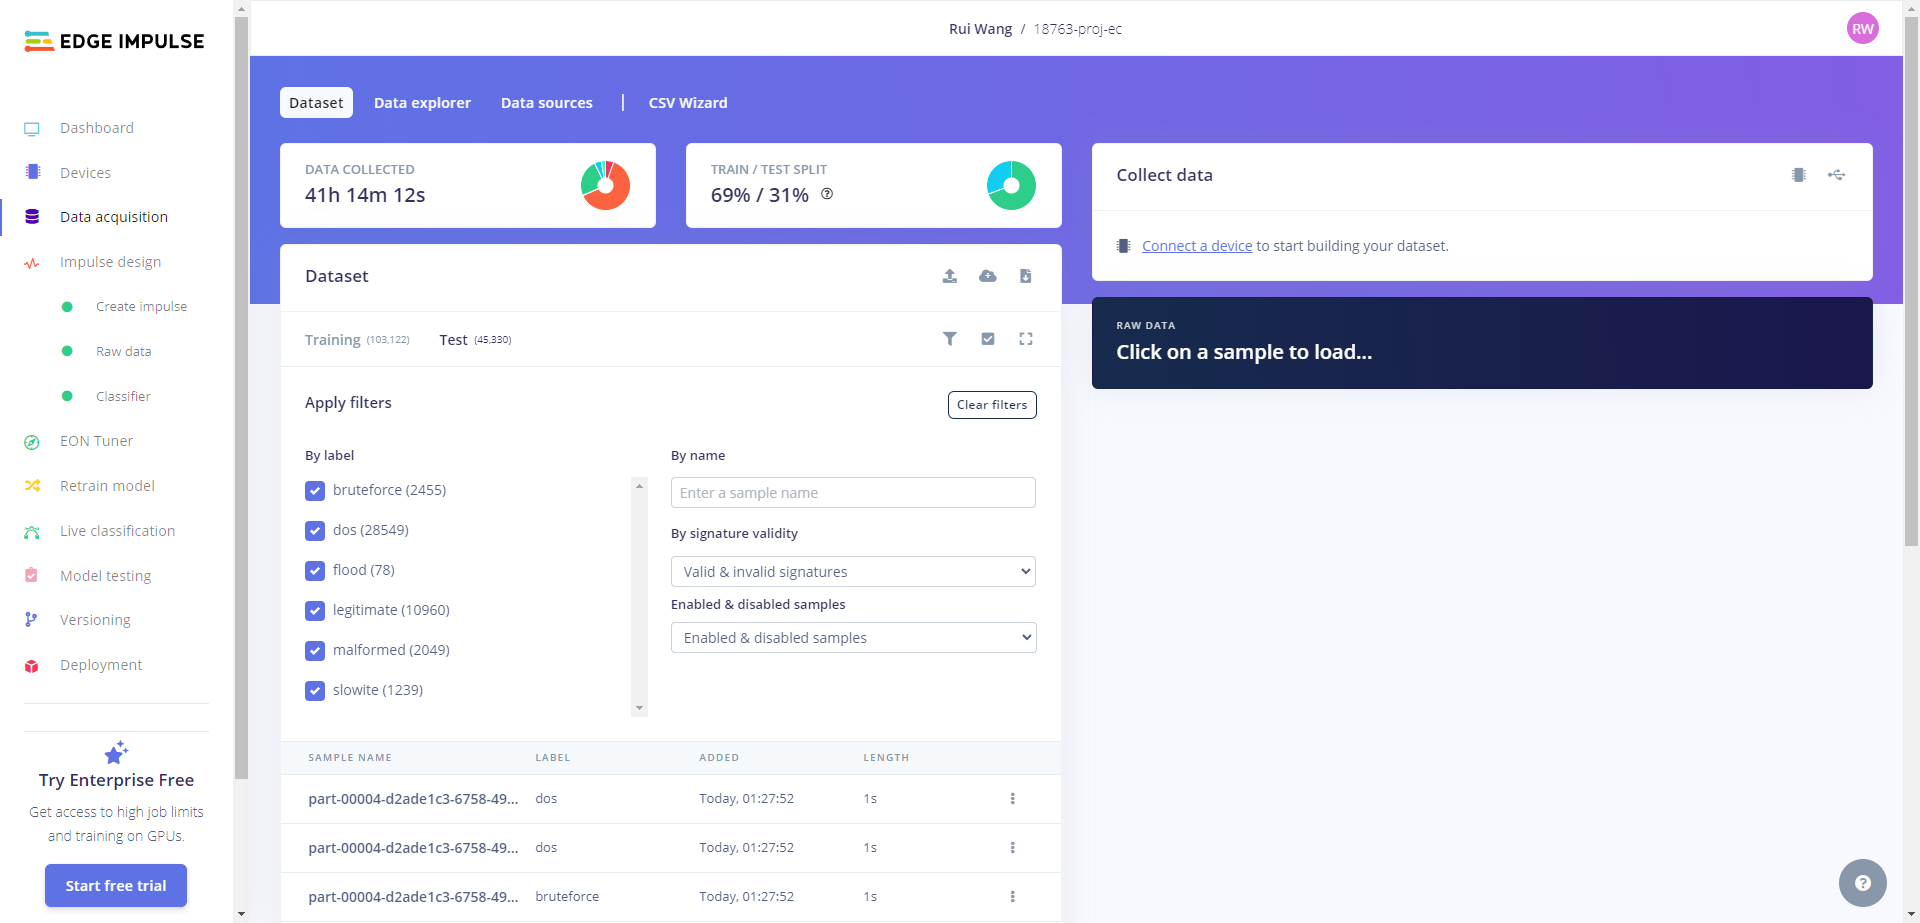 EDGE IMPULSE
Dashboard
Devices
Data acquisition
Impulse design
Create impulse
Raw data
Classifier
EON Tuner
Retrain model
Live classification
Model testing
Versioning
Deployment
Try Enterprise Free
Get access to high job limits
and training on GPUs.
Start free trial
Rui Wang / 18763-proj-ec
RW
Dataset Data explorer Data sources | CSV Wizard
DATA COLLECTED
41h 14m 12s
TRAIN / TEST SPLIT
69% / 31% ?
Dataset
Training (103,122) Test (45,330)
Apply filters
Clear filters
By label
bruteforce (2455)
dos (28549)
flood (78)
legitimate (10960)
malformed (2049)
slowite (1239)
By name
Enter a sample name
By signature validity
Valid & invalid signatures
Enabled & disabled samples
Enabled & disabled samples
SAMPLE NAME LABEL ADDED LENGTH
part-00004-d2ade1c3-6758-49... dos Today, 01:27:52 1s
part-00004-d2ade1c3-6758-49... dos Today, 01:27:52 1s
part-00004-d2ade1c3-6758-49... bruteforce Today, 01:27:52 1s
Collect data
Connect a device to start building your dataset.
RAW DATA
Click on a sample to load...
?